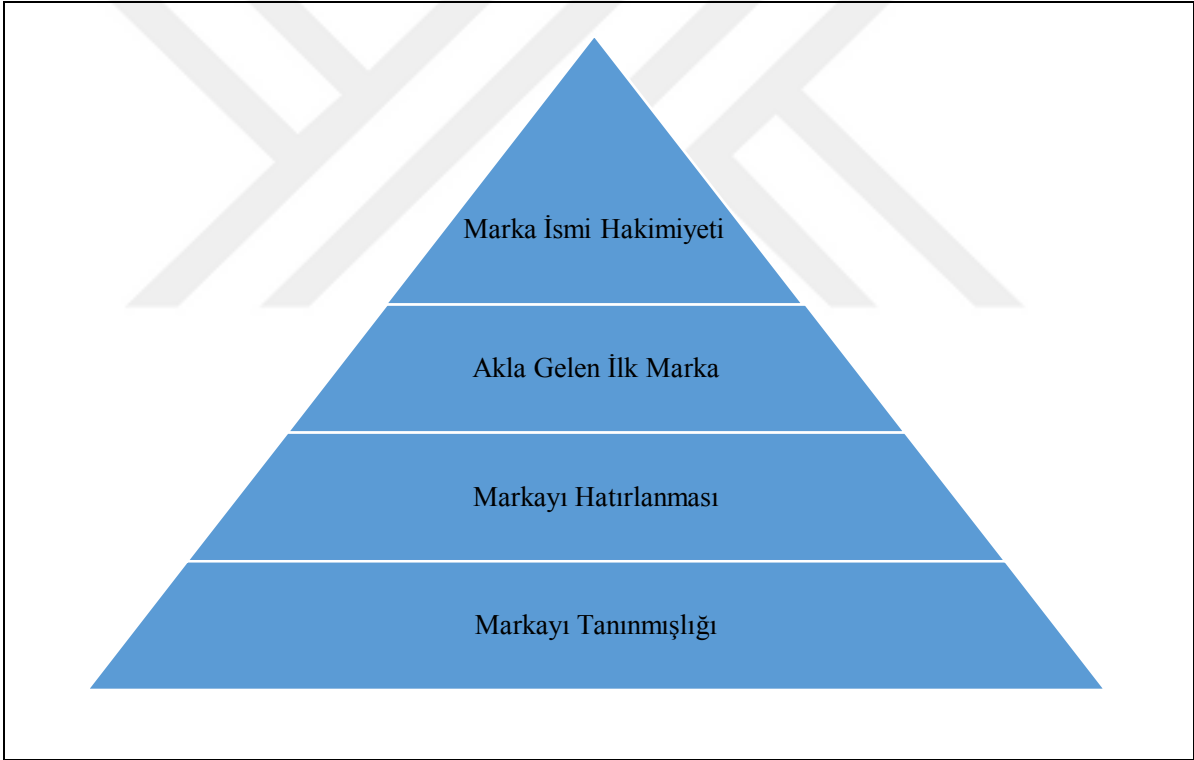 Marka İsmi Hakimiyeti
Akla Gelen İlk Marka
Markayı Hatırlanması
Markayı Tanınmışlığı